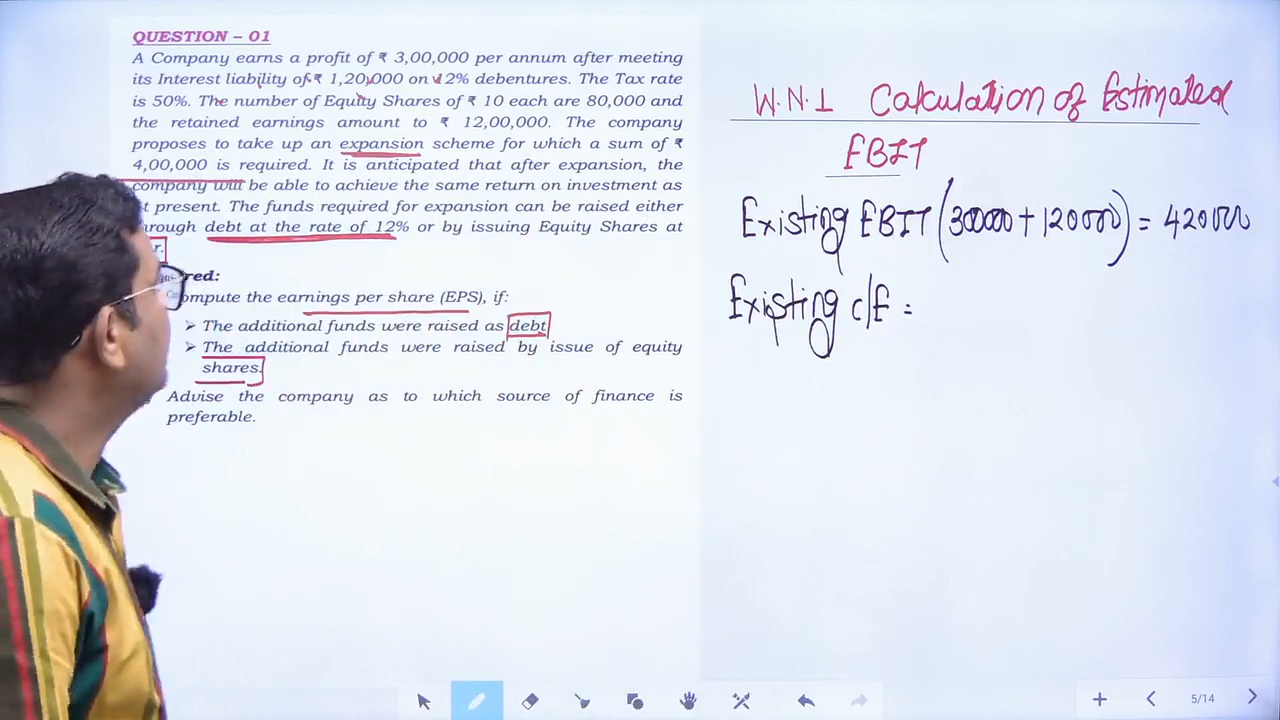 QUESTION – 01
A Company earns a profit of ₹ 3,00,000 per annum after meeting
its Interest liability of ₹ 1,20,000 on 12% debentures. The Tax rate
is 50%. The number of Equity Shares of ₹ 10 each are 80,000 and
the retained earnings amount to ₹ 12,00,000. The company
proposes to take up an expansion scheme for which a sum of ₹
4,00,000 is required. It is anticipated that after expansion, the
company will be able to achieve the same return on investment as
present. The funds required for expansion can be raised either
debt at the rate of 12% or by issuing Equity Shares at
the earnings per share (EPS), if:
➢ The additional funds were raised as debt
➢ The additional funds were raised by issue of equity
shares.
Advise the company as to which source of finance is
preferable.
W.N.1 Calculation of Estimated
EBIT
Existing EBIT (300000 + 120000) = 420000
Existing C/E =
5/14